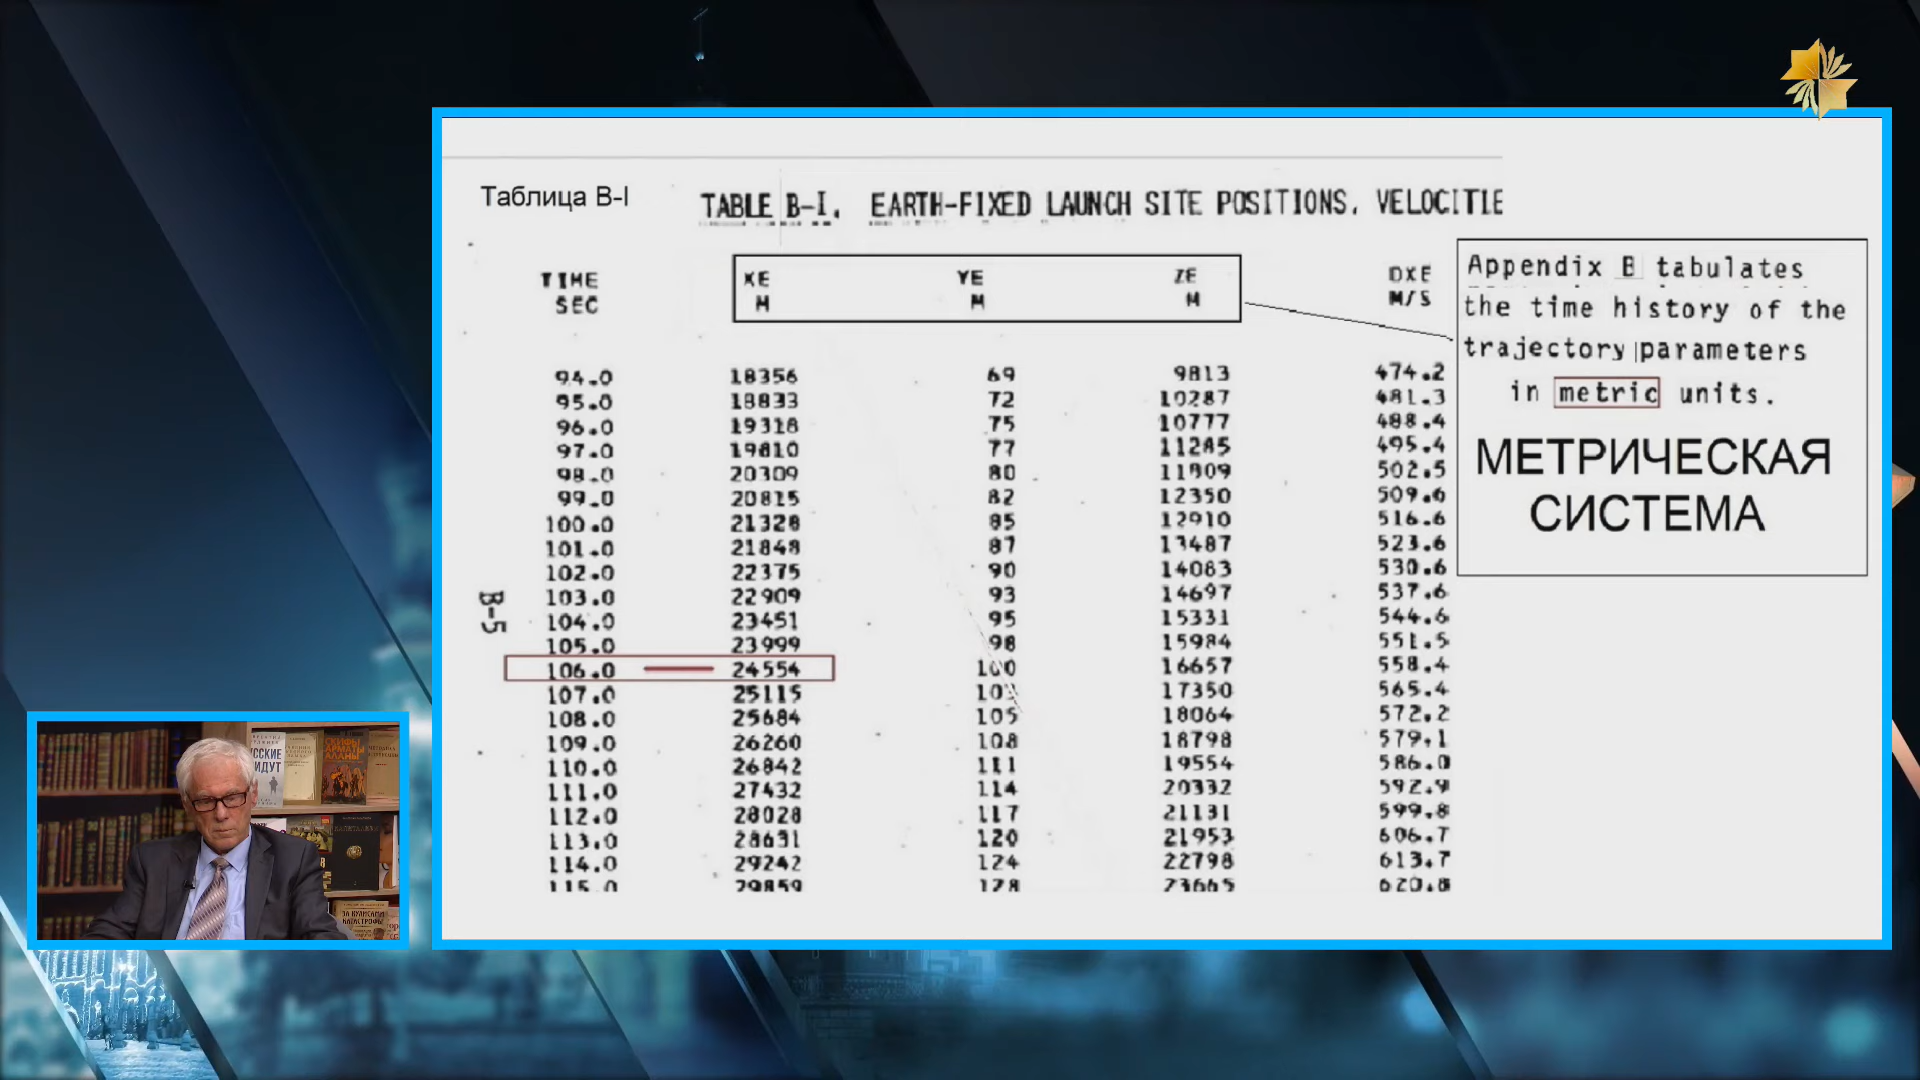 Таблица B-I
TABLE B-I. EARTH-FIXED LAUNCH SITE POSITIONS, VELOCITIE
TIME XE YE ZE DXE
SEC M M M M/S
94.0 18356 69 9813 474.2
95.0 18833 72 10287 481.3
96.0 19318 75 10777 488.4
97.0 19810 77 11285 495.4
98.0 20309 80 11809 502.5
99.0 20815 82 12350 509.6
100.0 21328 85 12910 516.6
101.0 21848 87 13487 523.6
102.0 22375 90 14083 530.6
103.0 22909 93 14697 537.6
104.0 23451 95 15331 544.6
105.0 23999 98 15984 551.5
106.0 24554 100 16657 558.4
107.0 25115 16 17350 565.4
108.0 25684 105 18064 572.2
109.0 26260 108 18798 579.1
110.0 26842 111 19554 586.0
111.0 27432 114 20332 592.9
112.0 28028 117 21131 599.8
113.0 28631 120 21953 606.7
114.0 29242 124 22798 613.7
115.0 29859 128 23665 620.8
B-5
Appendix B tabulates
the time history of the
trajectory parameters
in metric units.
МЕТРИЧЕСКАЯ
СИСТЕМА